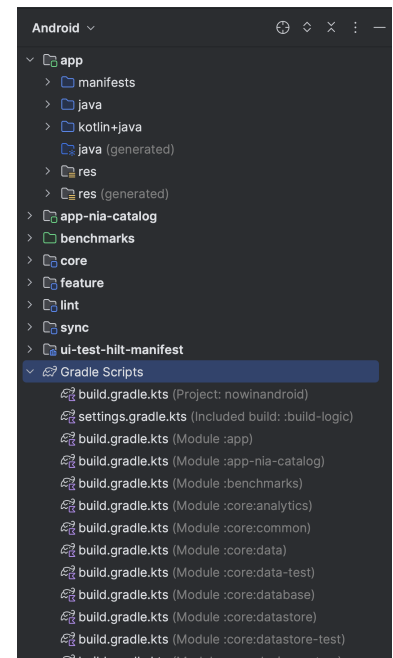 Android
app
manifests
java
kotlin+java
java (generated)
res
res (generated)
app-nia-catalog
benchmarks
core
feature
lint
sync
ui-test-hilt-manifest
Gradle Scripts
build.gradle.kts (Project: nowinandroid)
settings.gradle.kts (Included build: :build-logic)
build.gradle.kts (Module :app)
build.gradle.kts (Module :app-nia-catalog)
build.gradle.kts (Module :benchmarks)
build.gradle.kts (Module :core:analytics)
build.gradle.kts (Module :core:common)
build.gradle.kts (Module :core:data)
build.gradle.kts (Module :core:data-test)
build.gradle.kts (Module :core:database)
build.gradle.kts (Module :core:datastore)
build.gradle.kts (Module :core:datastore-test)